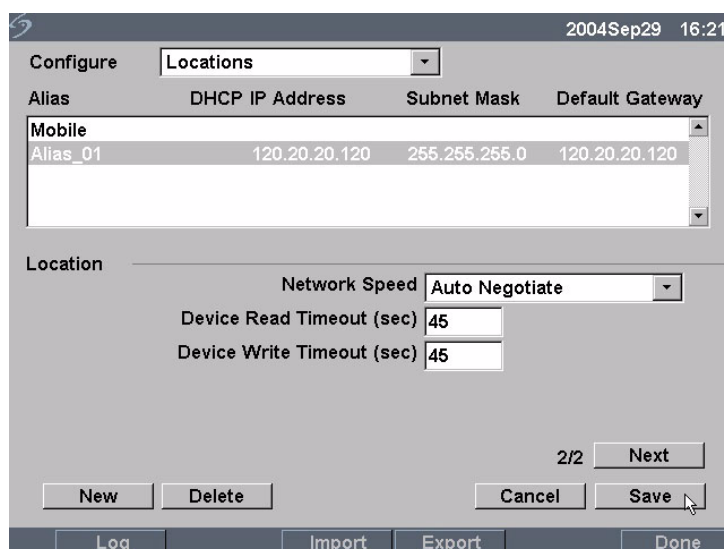 2004Sep29 16:21
Configure Locations
Alias DHCP IP Address Subnet Mask Default Gateway
Mobile
Alias_01 120.20.20.120 255.255.255.0 120.20.20.120
Location
Network Speed Auto Negotiate
Device Read Timeout (sec) 45
Device Write Timeout (sec) 45
2/2 Next
New Delete Cancel Save
Log Import Export Done